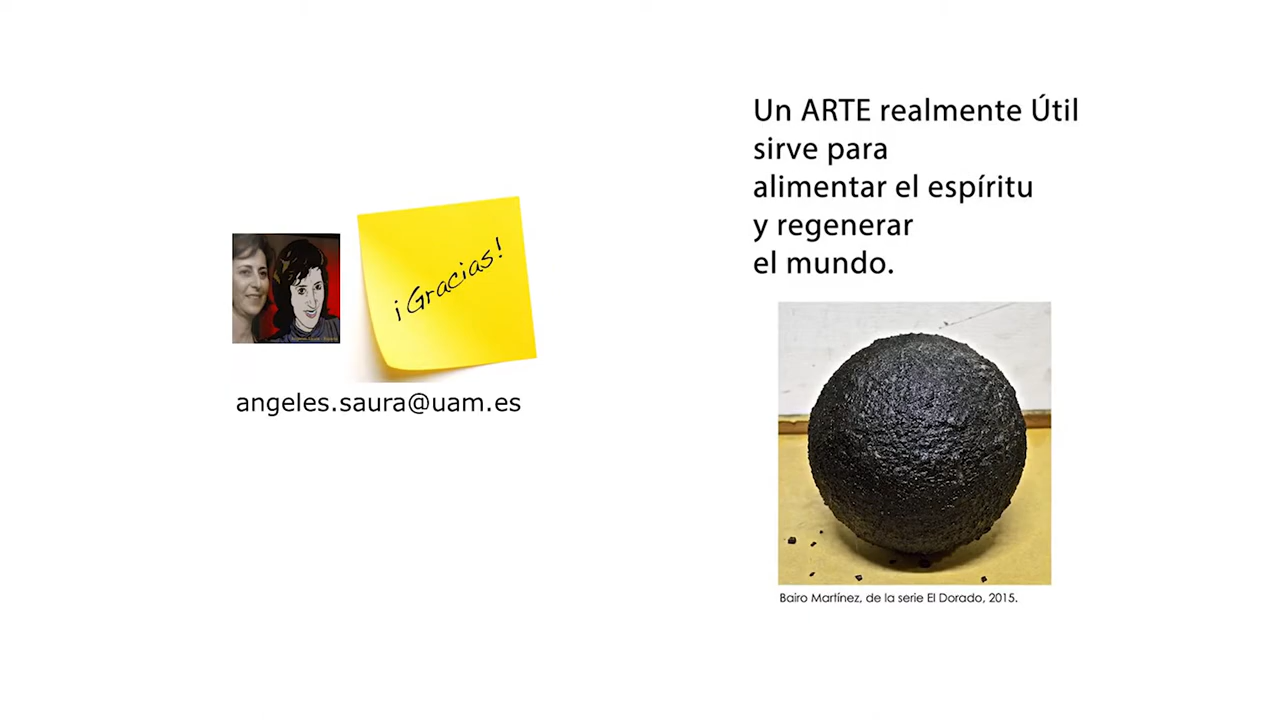 ¡Gracias!
angeles.saura@uam.es
Un ARTE realmente Útil
sirve para
alimentar el espíritu
y regenerar
el mundo.
Bairo Martínez, de la serie El Dorado, 2015.